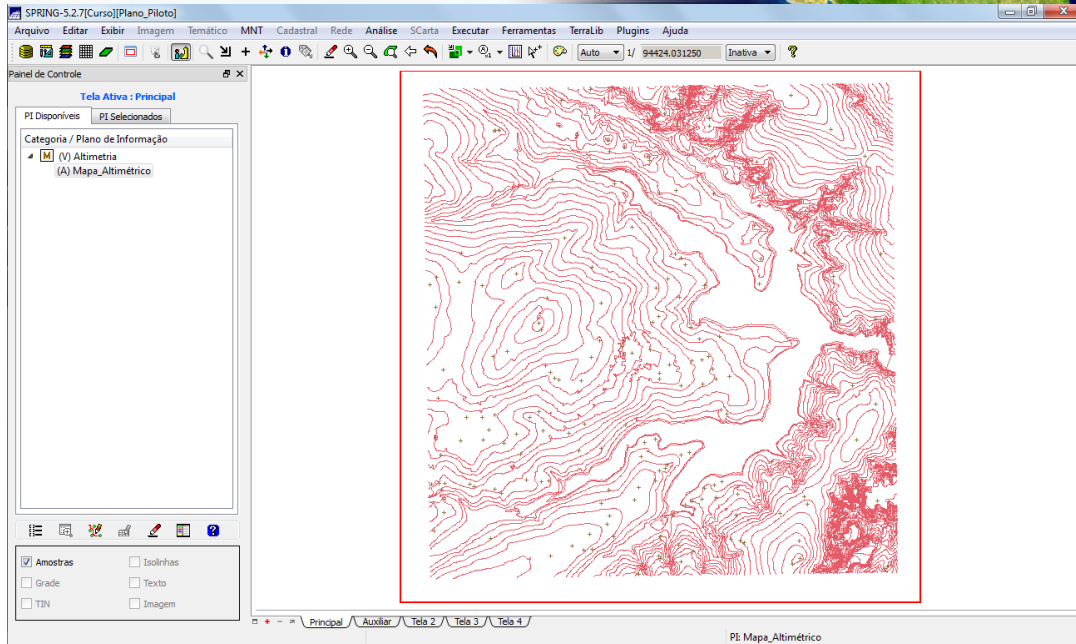 SPRING-5.2.7[Curso][Plano_Piloto]
Arquivo Editar Exibir Imagem Temático MNT Cadastral Rede Análise SCarta Executar Ferramentas TerraLib Plugins Ajuda
Auto 1/ 94424.031250 Inativa
Painel de Controle
Tela Ativa : Principal
PI Disponíveis PI Selecionados
Categoria / Plano de Informação
M (V) Altimetria
(A) Mapa_Altimétrico
Amostras Isolinhas
Grade Texto
TIN Imagem
Principal Auxiliar Tela 2 Tela 3 Tela 4
PI: Mapa_Altimétrico